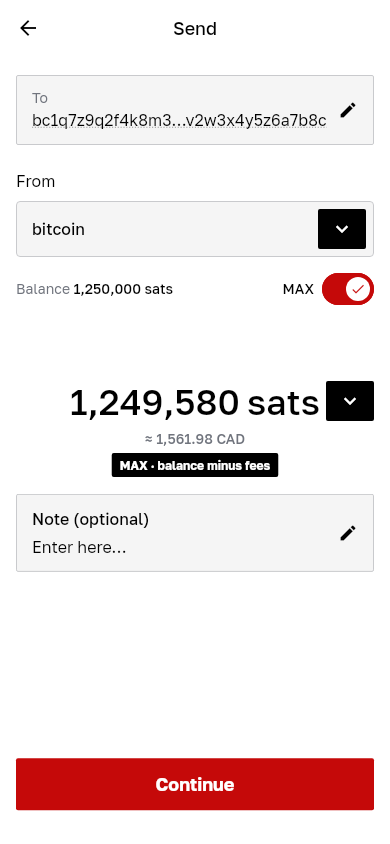 Send
To
bc1q7z9q2f4k8m3...v2w3x4y5z6a7b8c
From
bitcoin
Balance 1,250,000 sats
MAX
1,249,580 sats
≈ 1,561.98 CAD
MAX · balance minus fees
Note (optional)
Enter here...
Continue